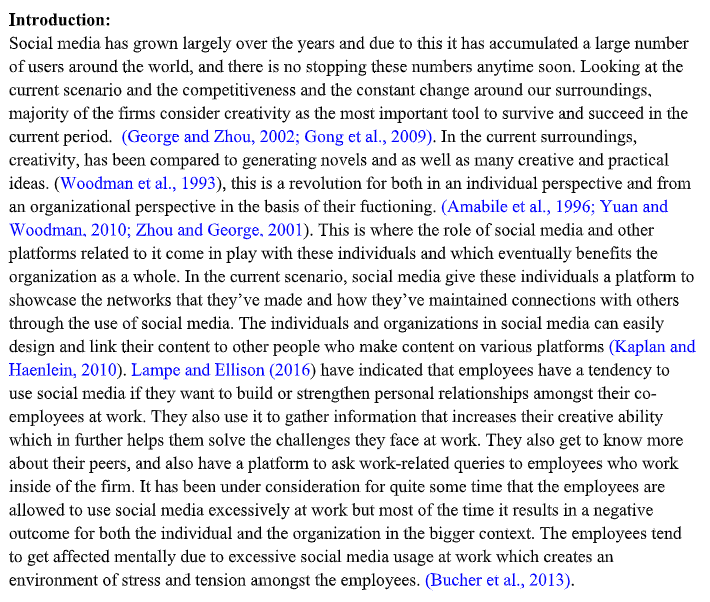 Introduction:
Social media has grown largely over the years and due to this it has accumulated a large number
of users around the world, and there is no stopping these numbers anytime soon. Looking at the
current scenario and the competitiveness and the constant change around our surroundings,
majority of the firms consider creativity as the most important tool to survive and succeed in the
current period.  (George and Zhou, 2002; Gong et al., 2009). In the current surroundings,
creativity, has been compared to generating novels and as well as many creative and practical
ideas. (Woodman et al., 1993), this is a revolution for both in an individual perspective and from
an organizational perspective in the basis of their fuctioning. (Amabile et al., 1996; Yuan and
Woodman, 2010; Zhou and George, 2001). This is where the role of social media and other
platforms related to it come in play with these individuals and which eventually benefits the
organization as a whole. In the current scenario, social media give these individuals a platform to
showcase the networks that they've made and how they've maintained connections with others
through the use of social media. The individuals and organizations in social media can easily
design and link their content to other people who make content on various platforms (Kaplan and
Haenlein, 2010). Lampe and Ellison (2016) have indicated that employees have a tendency to
use social media if they want to build or strengthen personal relationships amongst their co-
employees at work. They also use it to gather information that increases their creative ability
which in further helps them solve the challenges they face at work. They also get to know more
about their peers, and also have a platform to ask work-related queries to employees who work
inside of the firm. It has been under consideration for quite some time that the employees are
allowed to use social media excessively at work but most of the time it results in a negative
outcome for both the individual and the organization in the bigger context. The employees tend
to get affected mentally due to excessive social media usage at work which creates an
environment of stress and tension amongst the employees. (Bucher et al., 2013).